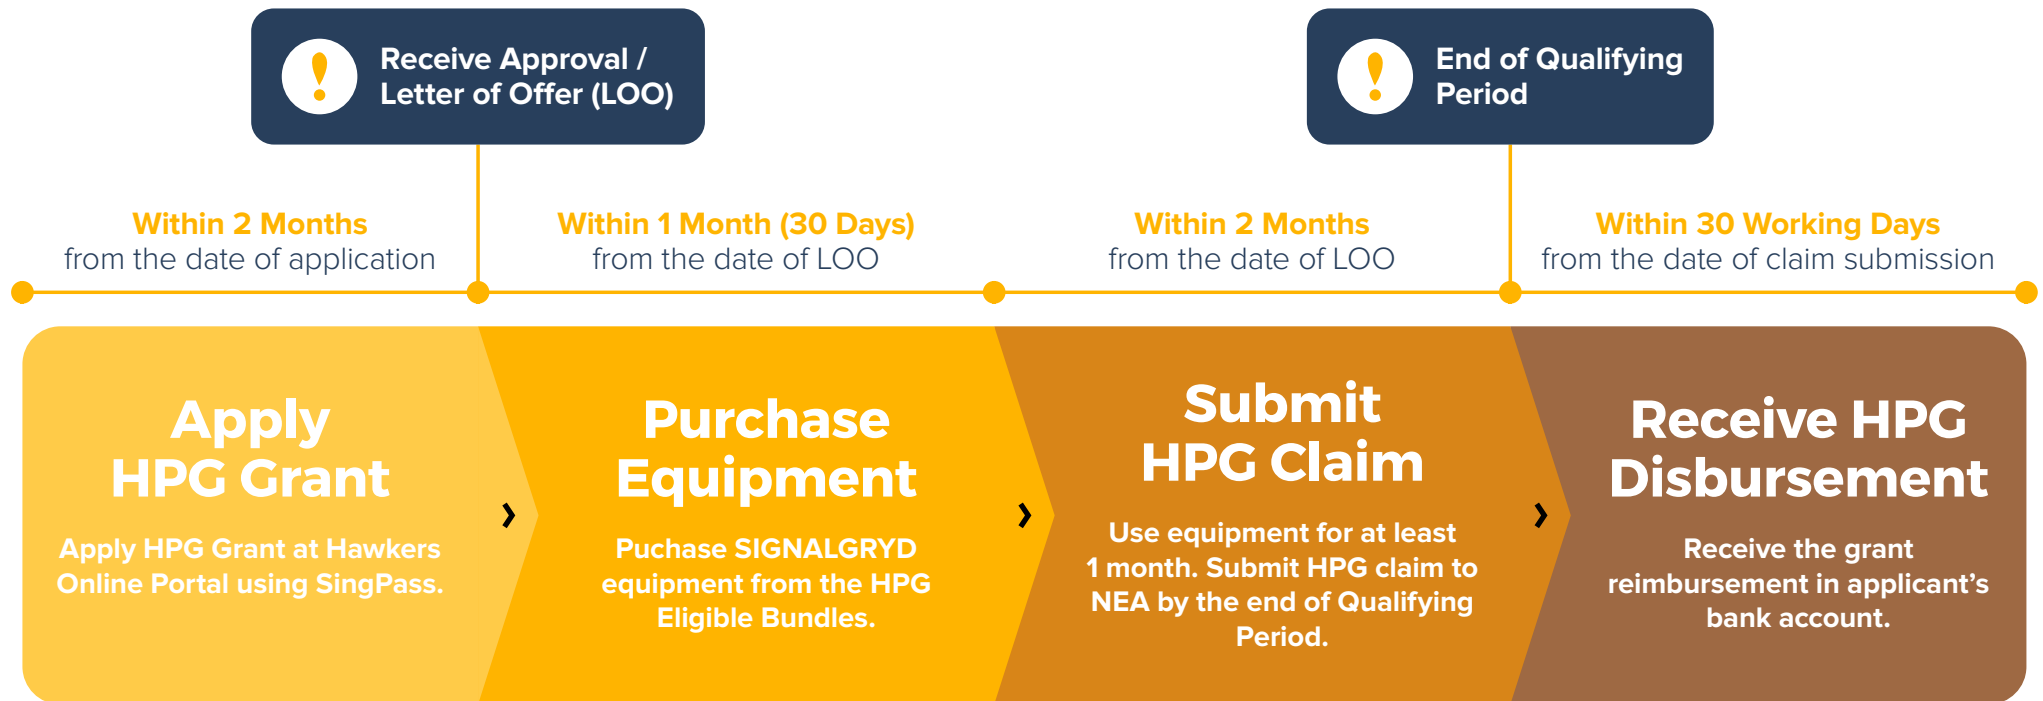 Receive Approval /
Letter of Offer (LOO)
End of Qualifying
Period
Within 2 Months
from the date of application
Within 1 Month (30 Days)
from the date of LOO
Within 2 Months
from the date of LOO
Within 30 Working Days
from the date of claim submission
Apply
HPG Grant
Apply HPG Grant at Hawkers
Online Portal using SingPass.
Purchase
Equipment
Puchase SIGNALGRYD
equipment from the HPG
Eligible Bundles.
Submit
HPG Claim
Use equipment for at least
1 month. Submit HPG claim to
NEA by the end of Qualifying
Period.
Receive HPG
Disbursement
Receive the grant
reimbursement in applicant’s
bank account.